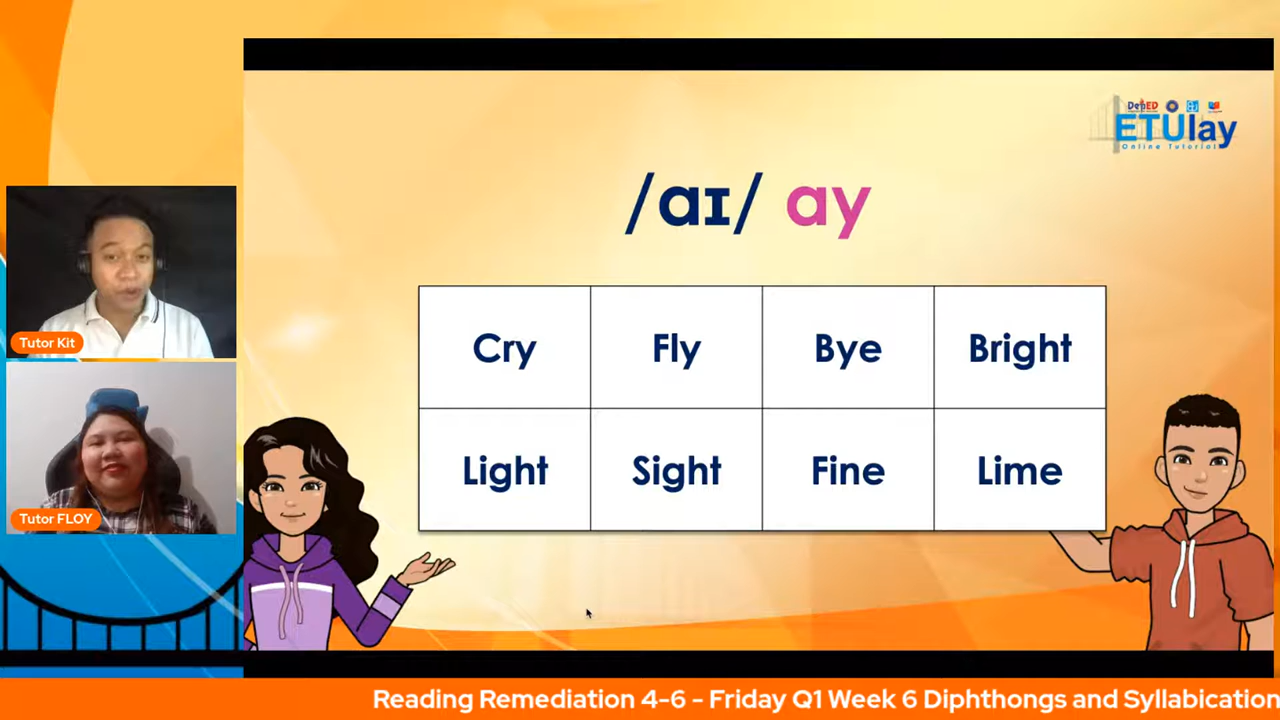 DepED
ETUlay
Online Tutorial
/aɪ/ ay
Cry Fly Bye Bright
Light Sight Fine Lime
Tutor Kit
Tutor FLOY
Reading Remediation 4-6 - Friday Q1 Week 6 Diphthongs and Syllabication